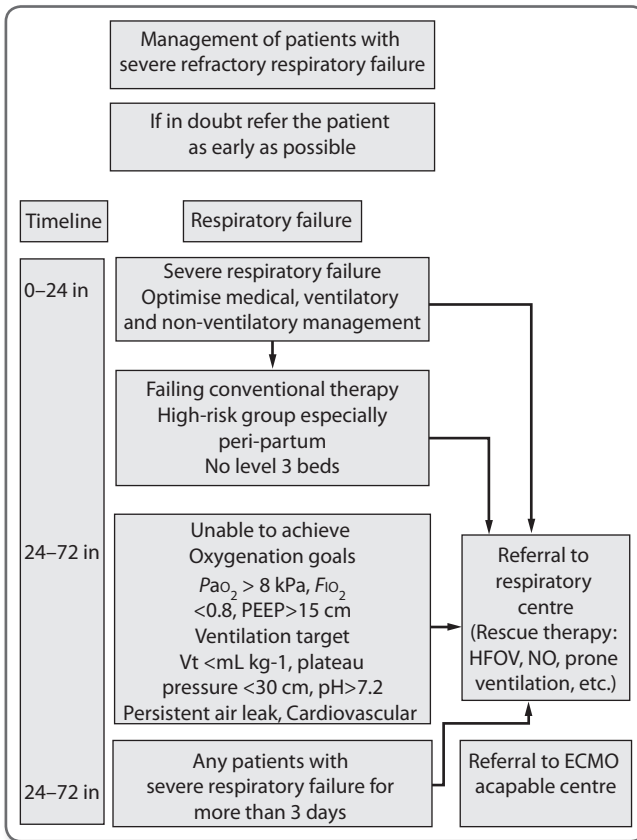 Management of patients with
severe refractory respiratory failure
If in doubt refer the patient
as early as possible
Timeline
Respiratory failure
0–24 in
Severe respiratory failure
Optimise medical, ventilatory
and non-ventilatory management
Failing conventional therapy
High-risk group especially
peri-partum
No level 3 beds
24–72 in
Unable to achieve
Oxygenation goals
PaO₂ > 8 kPa, FIO₂
<0.8, PEEP>15 cm
Ventilation target
Vt <mL kg-1, plateau
pressure <30 cm, pH>7.2
Persistent air leak, Cardiovascular
Referral to
respiratory
centre
(Rescue therapy:
HFOV, NO, prone
ventilation, etc.)
24–72 in
Any patients with
severe respiratory failure for
more than 3 days
Referral to ECMO
acapable centre